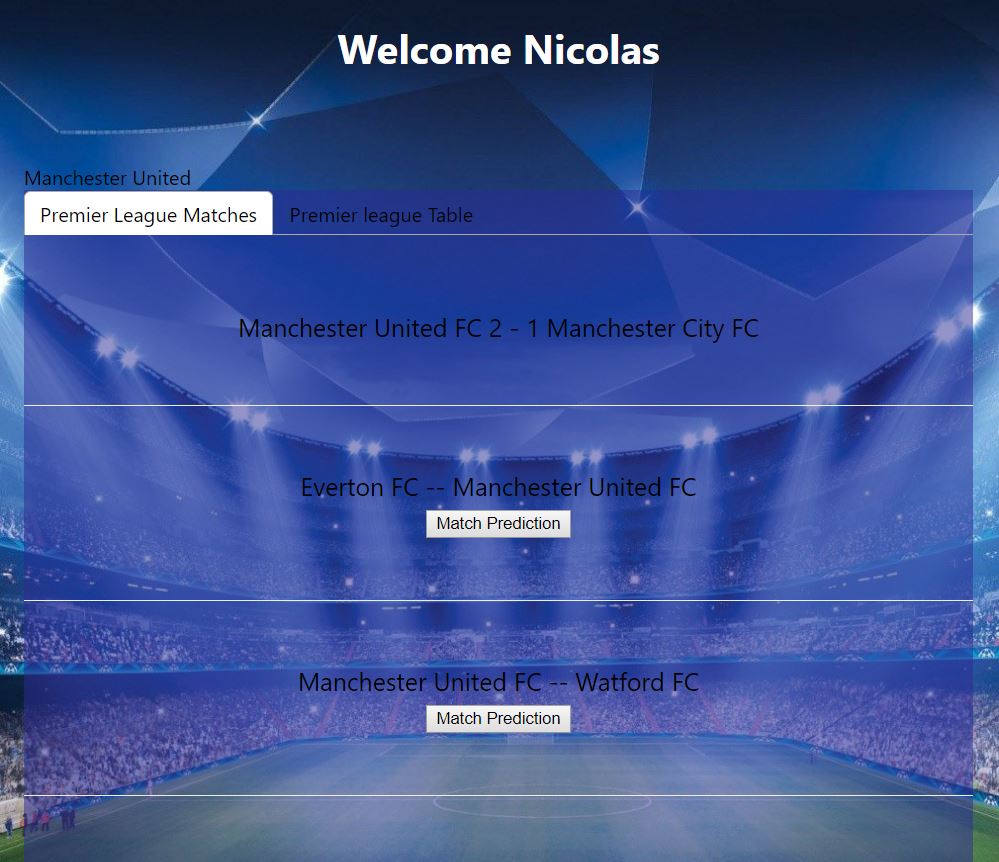 Welcome Nicolas
Manchester United
Premier League Matches Premier league Table
Manchester United FC 2 - 1 Manchester City FC
Everton FC -- Manchester United FC
Match Prediction
Manchester United FC -- Watford FC
Match Prediction